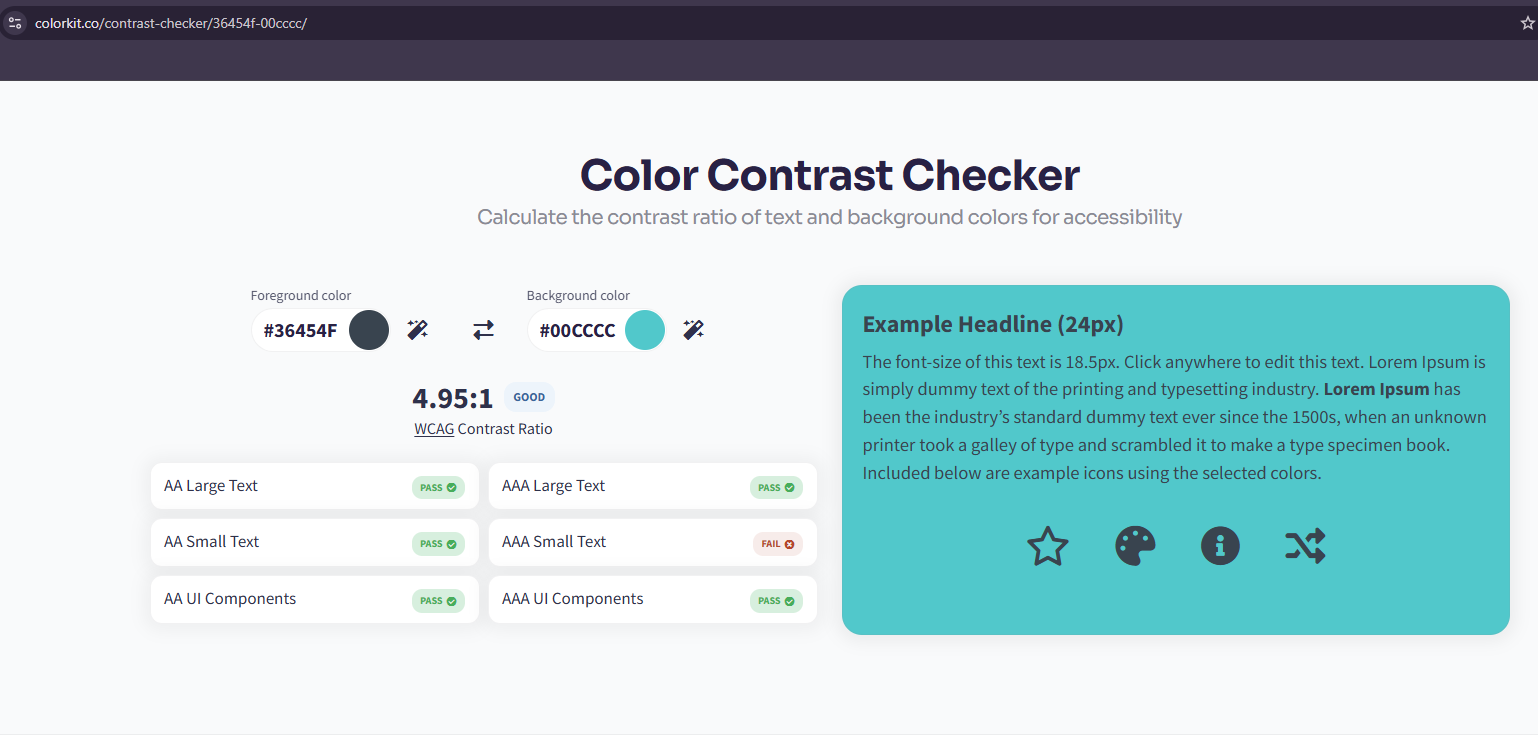 colorkit.co/contrast-checker/36454f-00cccc/
Color Contrast Checker
Calculate the contrast ratio of text and background colors for accessibility
Foreground color
#36454F
Background color
#00CCCC
4.95:1 GOOD
WCAG Contrast Ratio
AA Large Text PASS
AAA Large Text PASS
AA Small Text PASS
AAA Small Text FAIL
AA UI Components PASS
AAA UI Components PASS
Example Headline (24px)
The font-size of this text is 18.5px. Click anywhere to edit this text. Lorem Ipsum is
simply dummy text of the printing and typesetting industry. Lorem Ipsum has
been the industry’s standard dummy text ever since the 1500s, when an unknown
printer took a galley of type and scrambled it to make a type specimen book.
Included below are example icons using the selected colors.